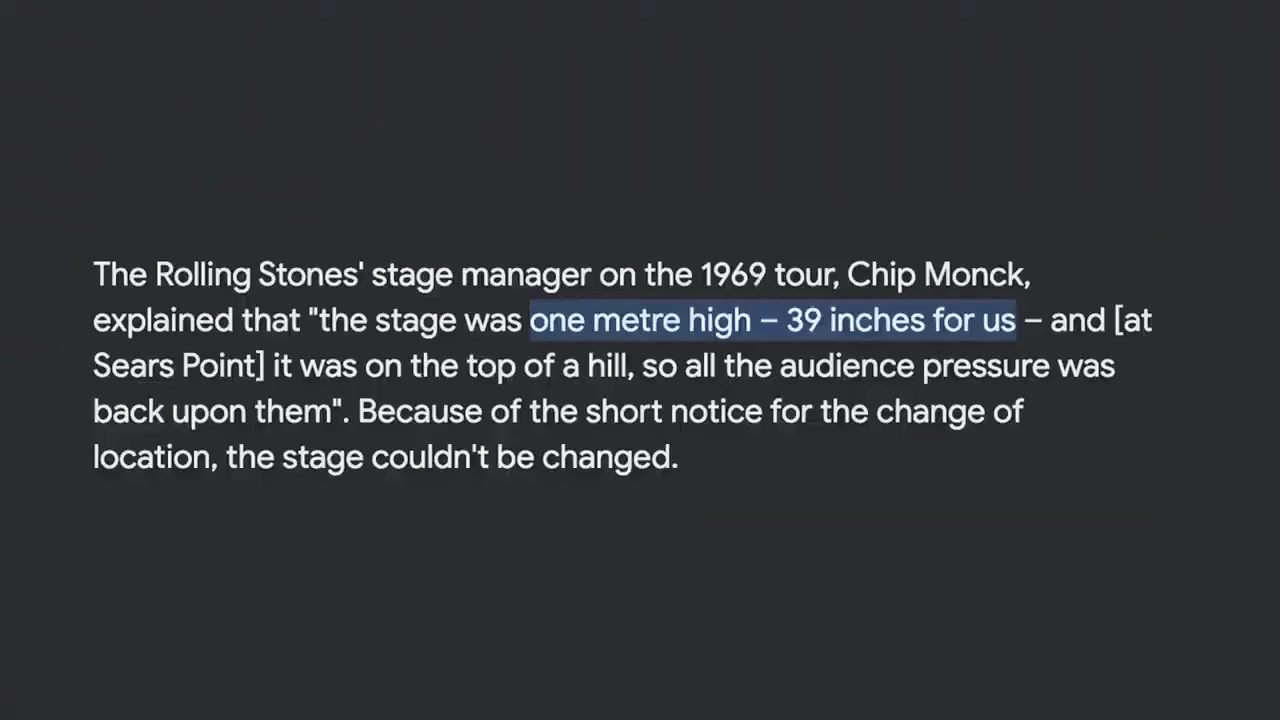 The Rolling Stones' stage manager on the 1969 tour, Chip Monck,
explained that "the stage was one metre high – 39 inches for us – and [at
Sears Point] it was on the top of a hill, so all the audience pressure was
back upon them". Because of the short notice for the change of
location, the stage couldn't be changed.